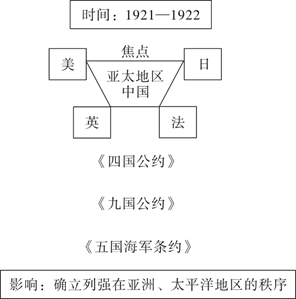 时间：1921—1922
焦点
美
日
亚太地区
中国
英
法
《四国公约》
《九国公约》
《五国海军条约》
影响：确立列强在亚洲、太平洋地区的秩序